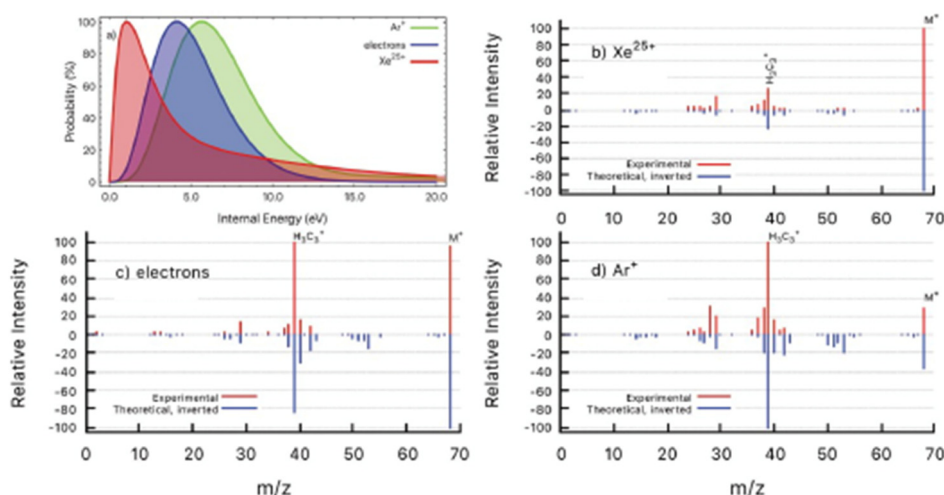 a)
Ar⁺
electrons
Xe²⁵⁺
Probability (%)
100
80
60
40
20
0
0.0
5.0
10.0
15.0
20.0
Internal Energy (eV)
b) Xe²⁵⁺
M⁺
H₃C₃⁺
Relative Intensity
100
80
60
40
20
0
-20
-40
-60
-80
-100
Experimental
Theoretical, inverted
0 10 20 30 40 50 60 70
c) electrons
H₃C₃⁺
M⁺
Relative Intensity
100
80
60
40
20
0
-20
-40
-60
-80
-100
Experimental
Theoretical, inverted
0 10 20 30 40 50 60 70
m/z
d) Ar⁺
H₃C₃⁺
M⁺
Relative Intensity
100
80
60
40
20
0
-20
-40
-60
-80
-100
Experimental
Theoretical, inverted
0 10 20 30 40 50 60 70
m/z